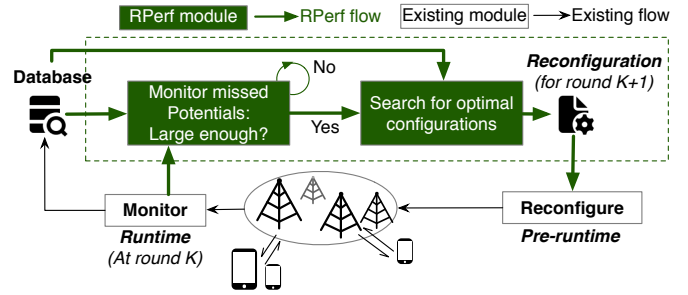 RPerf module
RPerf flow
Existing module
Existing flow
Database
No
Reconfiguration
(for round K+1)
Monitor missed
Potentials:
Large enough?
Yes
Search for optimal
configurations
Monitor
Reconfigure
Runtime
(At round K)
Pre-runtime